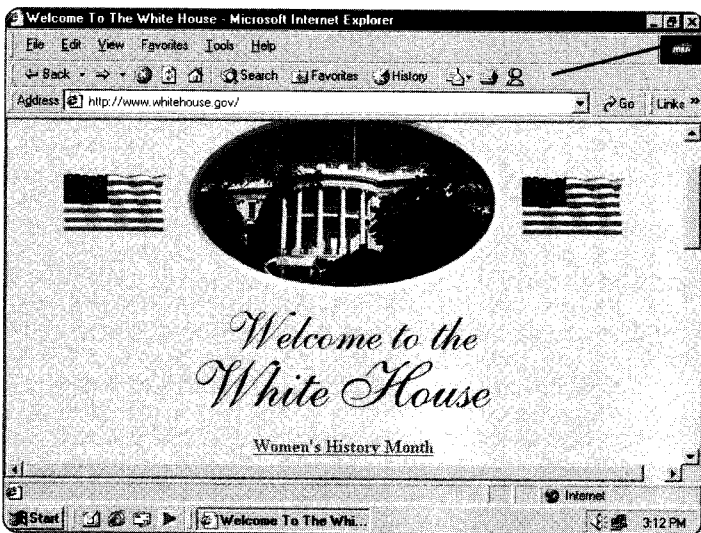 Welcome To The White House - Microsoft Internet Explorer
File Edit View Favorites Tools Help
Back Search Favorites History
Address http://www.whitehouse.gov/ Go Links »
Welcome to the
White House
Women's History Month
Internet
Start Welcome To The Whi... 3:12 PM